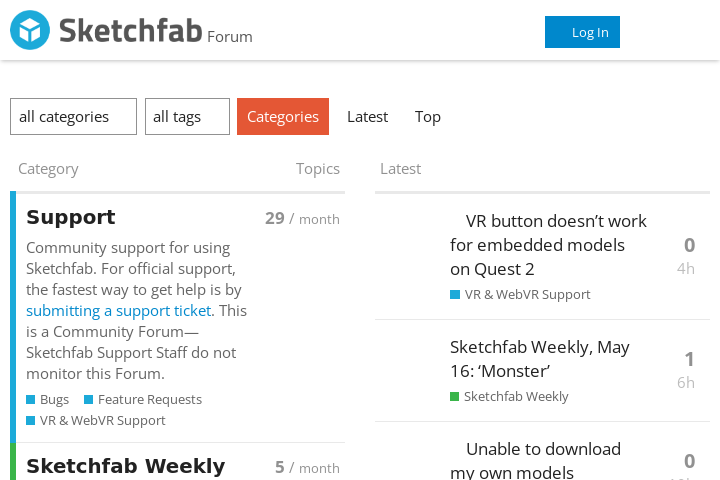 Sketchfab Forum
Log In
all categories
all tags
Categories
Latest
Top
Category
Topics
Support
29 / month
Community support for using
Sketchfab. For official support,
the fastest way to get help is by
submitting a support ticket. This
is a Community Forum—
Sketchfab Support Staff do not
monitor this Forum.
Bugs
Feature Requests
VR & WebVR Support
Sketchfab Weekly
5 / month
Latest
VR button doesn’t work
for embedded models
on Quest 2
VR & WebVR Support
0
4h
Sketchfab Weekly, May
16: ‘Monster’
Sketchfab Weekly
1
6h
Unable to download
my own models
0